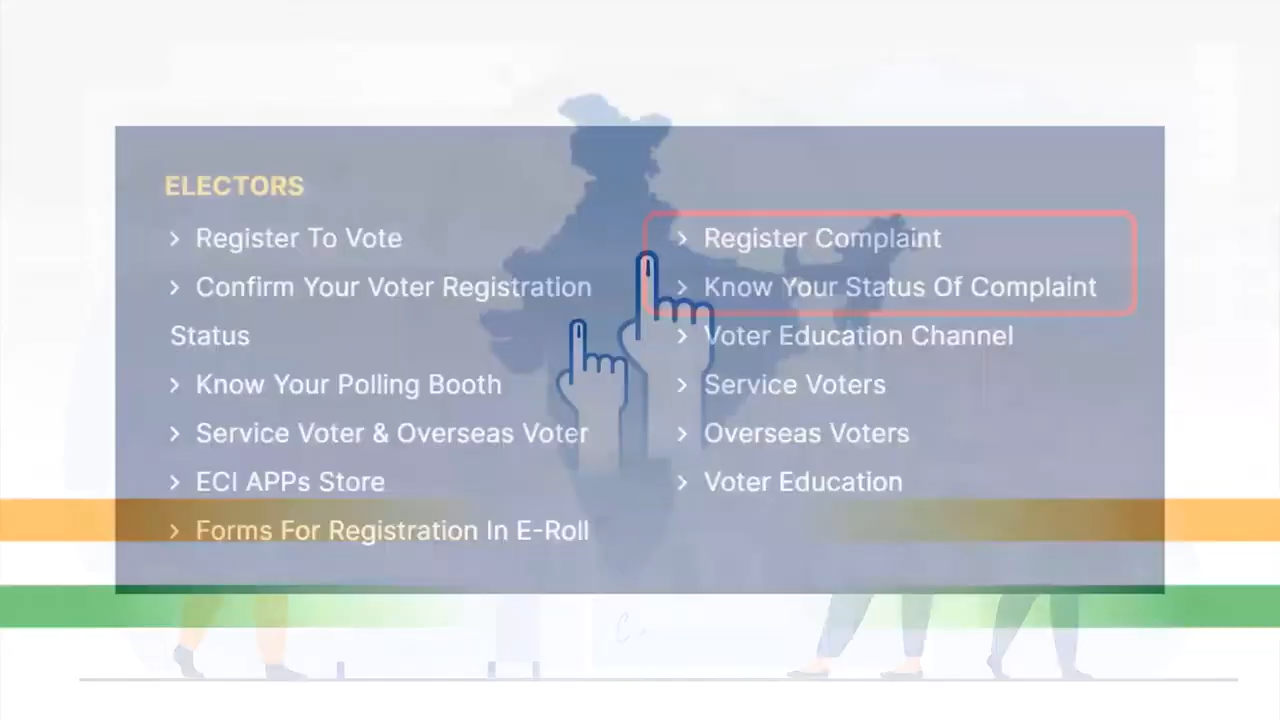 ELECTORS
Register To Vote
Confirm Your Voter Registration
Status
Know Your Polling Booth
Service Voter & Overseas Voter
ECI APPs Store
Forms For Registration In E-Roll
Register Complaint
Know Your Status Of Complaint
Voter Education Channel
Service Voters
Overseas Voters
Voter Education